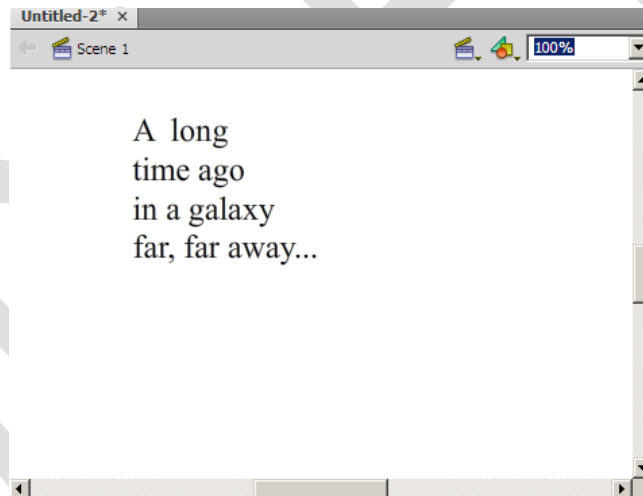 Untitled-2* ×
Scene 1 100%
A  long
time ago
in a galaxy
far, far away...